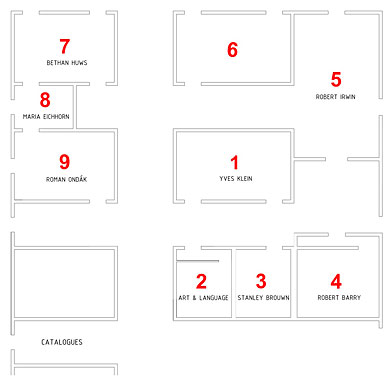 7
BETHAN HUWS
6
5
ROBERT IRWIN
8
MARIA EICHHORN
9
ROMAN ONDÁK
1
YVES KLEIN
2
ART & LANGUAGE
3
STANLEY BROUWN
4
ROBERT BARRY
CATALOGUES